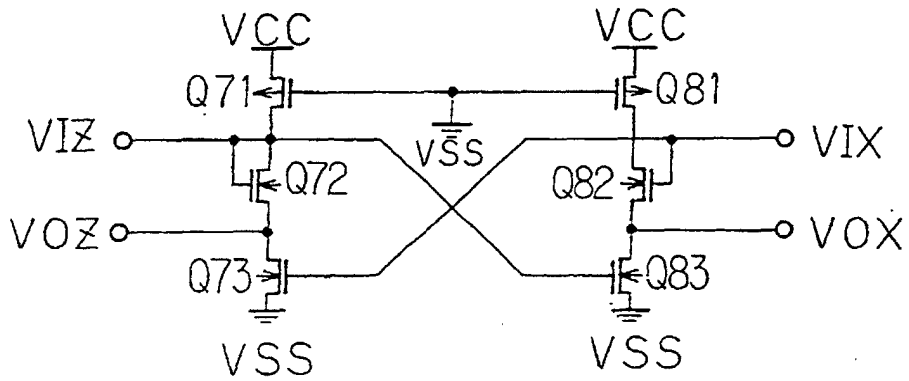 VCC VCC
Q71 Q81
VSS
VIZ VIX
Q72 Q82
VOZ VOX
Q73 Q83
VSS VSS